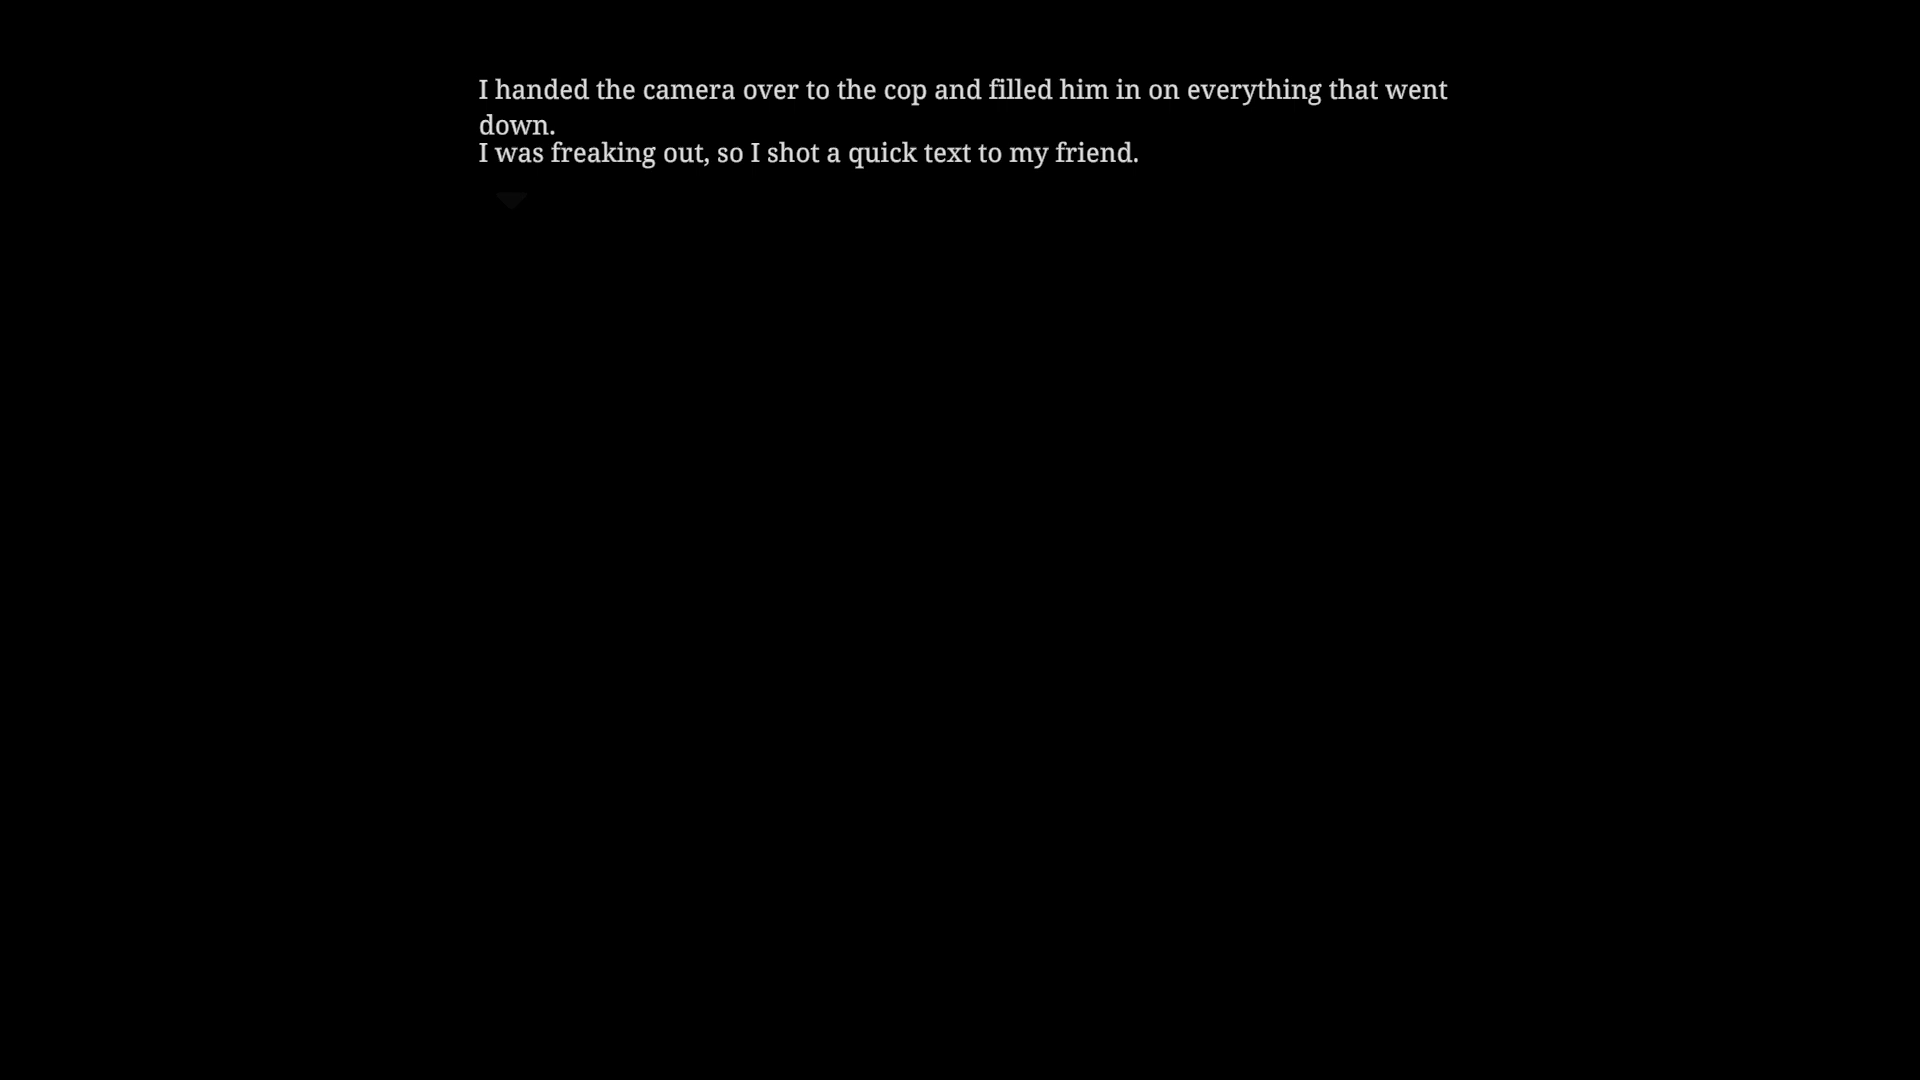 I handed the camera over to the cop and filled him in on everything that went
down.
I was freaking out, so I shot a quick text to my friend.